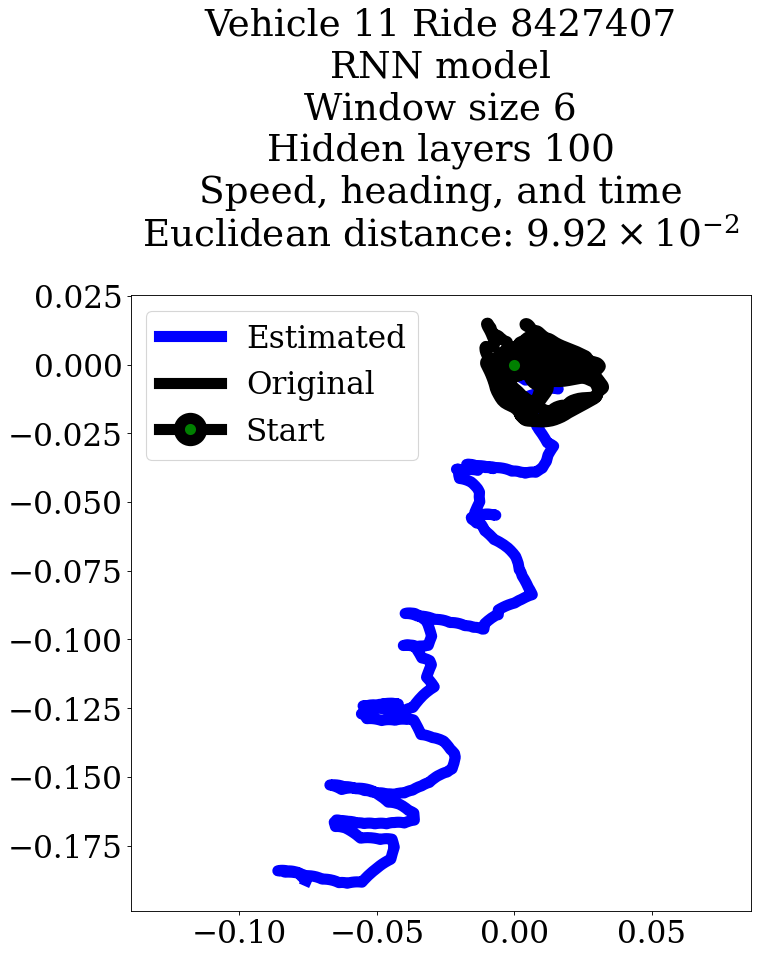 Vehicle 11 Ride 8427407
RNN model
Window size 6
Hidden layers 100
Speed, heading, and time
Euclidean distance: 9.92 × 10⁻²
0.025
0.000
−0.025
−0.050
−0.075
−0.100
−0.125
−0.150
−0.175
Estimated
Original
Start
−0.10 −0.05 0.00 0.05